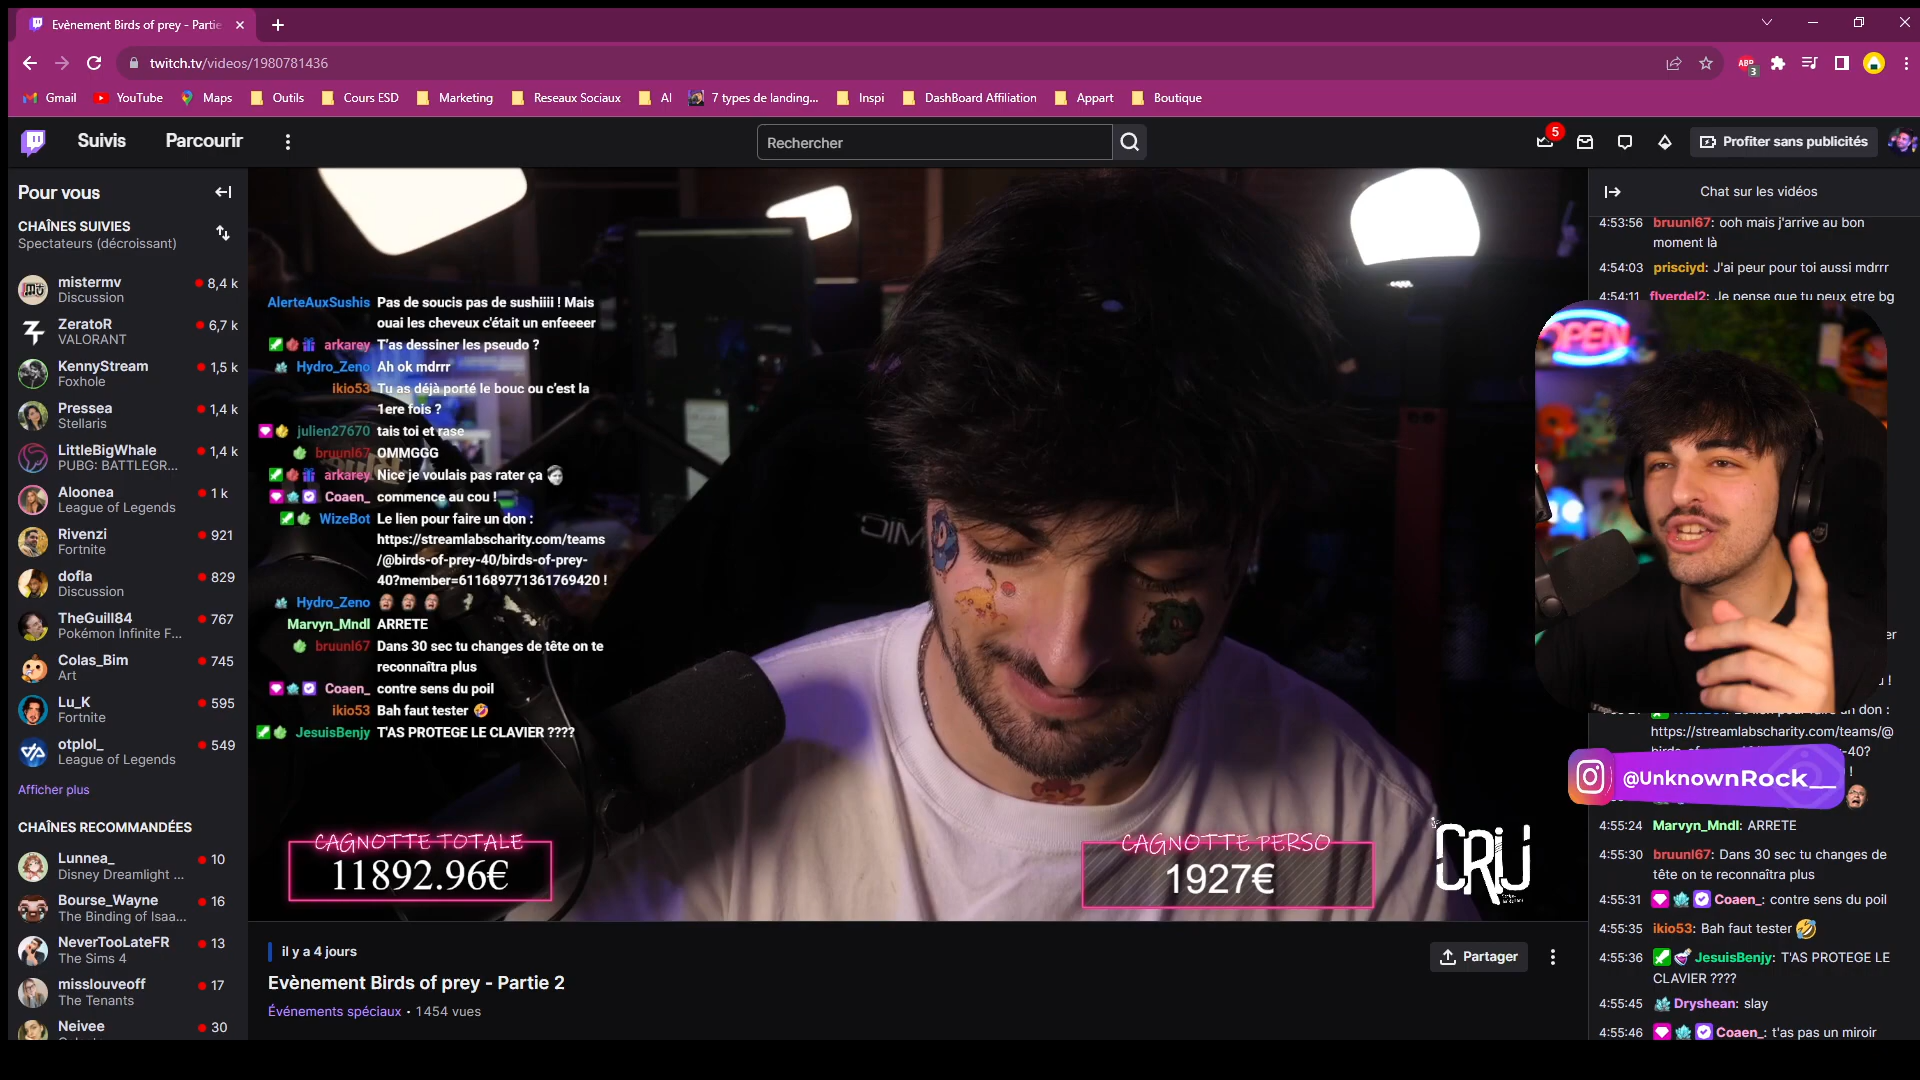 Evènement Birds of prey - Partie
twitch.tv/videos/1980781436
ABP
3
Gmail
YouTube
Maps
Outils
Cours ESD
Marketing
Reseaux Sociaux
AI
7 types de landing...
Inspi
DashBoard Affiliation
Appart
Boutique
Suivis
Parcourir
Rechercher
5
Profiter sans publicités
Pour vous
CHAÎNES SUIVIES
Spectateurs (décroissant)
mistermv
8,4 k
Discussion
ZeratoR
6,7 k
VALORANT
KennyStream
1,5 k
Foxhole
Pressea
1,4 k
Stellaris
LittleBigWhale
1,4 k
PUBG: BATTLEGR...
Aloonea
1 k
League of Legends
Rivenzi
921
Fortnite
dofla
829
Discussion
TheGuill84
767
Pokémon Infinite F...
Colas_Bim
745
Art
Lu_K
595
Fortnite
otplol_
549
League of Legends
Afficher plus
CHAÎNES RECOMMANDÉES
Lunnea_
10
Disney Dreamlight ...
Bourse_Wayne
16
The Binding of Isaa...
NeverTooLateFR
13
The Sims 4
misslouveoff
17
The Tenants
Neivee
30
AlerteAuxSushis Pas de soucis pas de sushiiii ! Mais
ouai les cheveux c'était un enfeeeer
arkarey T'as dessiner les pseudo ?
Hydro_Zeno Ah ok mdrrr
ikio53 Tu as déjà porté le bouc ou c'est la
1ere fois ?
julien27670 tais toi et rase
bruunl67 OMMGGG
arkarey Nice je voulais pas rater ça
Coaen_ commence au cou !
WizeBot Le lien pour faire un don :
https://streamlabscharity.com/teams
/@birds-of-prey-40/birds-of-prey-
40?member=611689771361769420 !
Hydro_Zeno
Marvyn_Mndl ARRETE
bruunl67 Dans 30 sec tu changes de tête on te
reconnaîtra plus
Coaen_ contre sens du poil
ikio53 Bah faut tester
JesuisBenjy T'AS PROTEGE LE CLAVIER ????
CAGNOTTE TOTALE
11892.96€
CAGNOTTE PERSO
1927€
CRIJ
il y a 4 jours
Evènement Birds of prey - Partie 2
Événements spéciaux • 1 454 vues
Partager
Chat sur les vidéos
4:53:56 bruunl67: ooh mais j'arrive au bon
moment là
4:54:03 prisciyd: J'ai peur pour toi aussi mdrrr
4:54:11 flyerdel2: Je pense que tu peux etre bg
OPEN
https://streamlabscharity.com/teams/@
@UnknownRock__
4:55:24 Marvyn_Mndl: ARRETE
4:55:30 bruunl67: Dans 30 sec tu changes de
tête on te reconnaîtra plus
4:55:31 Coaen_: contre sens du poil
4:55:35 ikio53: Bah faut tester
4:55:36 JesuisBenjy: T'AS PROTEGE LE
CLAVIER ????
4:55:45 Dryshean: slay
4:55:46 Coaen_: t'as pas un miroir